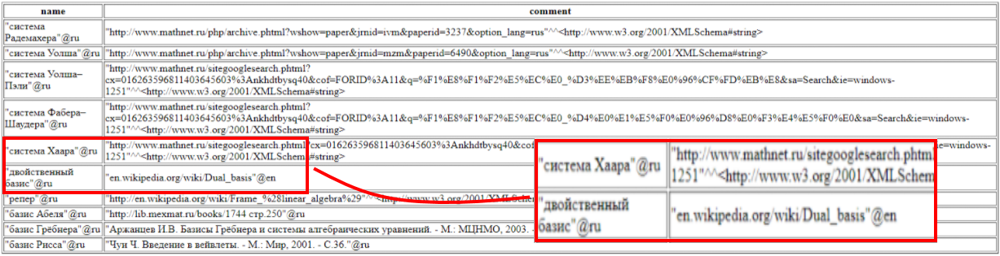 name comment
"система
Радемахера"@ru
"http://www.mathnet.ru/php/archive.phtml?wshow=paper&jrnid=ivm&paperid=3237&option_lang=rus"^^<http://www.w3.org/2001/XMLSchema#string>
"система Уолша"@ru
"http://www.mathnet.ru/php/archive.phtml?wshow=paper&jrnid=mzm&paperid=6490&option_lang=rus"^^<http://www.w3.org/2001/XMLSchema#string>
"система Уолша–
Пэли"@ru
"http://www.mathnet.ru/sitegooglesearch.phtml?
cx=016263596811403645603%3Ankhdtbysq40&cof=FORID%3A11&q=%F1%E8%F1%F2%E5%EC%E0_%D3%EE%EB%F8%E0%96%CF%FD%EB%E8&sa=Search&ie=windows-
1251"^^<http://www.w3.org/2001/XMLSchema#string>
"система Фабера–
Шаудера"@ru
"http://www.mathnet.ru/sitegooglesearch.phtml?
cx=016263596811403645603%3Ankhdtbysq40&cof=FORID%3A11&q=%F1%E8%F1%F2%E5%EC%E0_%D4%E0%E1%E5%F0%E0%96%D8%E0%F3%E4%E5%F0%E0&sa=Search&ie=windows-
1251"^^<http://www.w3.org/2001/XMLSchema#string>
"система Хаара"@ru
"http://www.mathnet.ru/sitegooglesearch.phtml?cx=016263596811403645603%3Ankhdtbysq40&cof=
ie=windows-
1251"^^<http://www.w3.org/2001/XMLSchema#string>
"двойственный
базис"@ru
"en.wikipedia.org/wiki/Dual_basis"@en
"репер"@ru
"http://en.wikipedia.org/wiki/Frame_%28linear_algebra%29"^^<http://www.w3.org/2001/XMLSchema
"базис Абеля"@ru
"http://lib.mexmat.ru/books/1744 стр.250"@ru
"базис Грёбнера"@ru
"Аржанцев И.В. Базисы Грёбнера и системы алгебраических уравнений. - М.: МЦНМО, 2003. -
"базис Рисса"@ru
"Чуи Ч. Введение в вейвлеты. - М.: Мир, 2001. - С.36."@ru
"система Хаара"@ru
"http://www.mathnet.ru/sitegooglesearch.phtml
1251"^^<http://www.w3.org/2001/XMLSchem
"двойственный
базис"@ru
"en.wikipedia.org/wiki/Dual_basis"@en